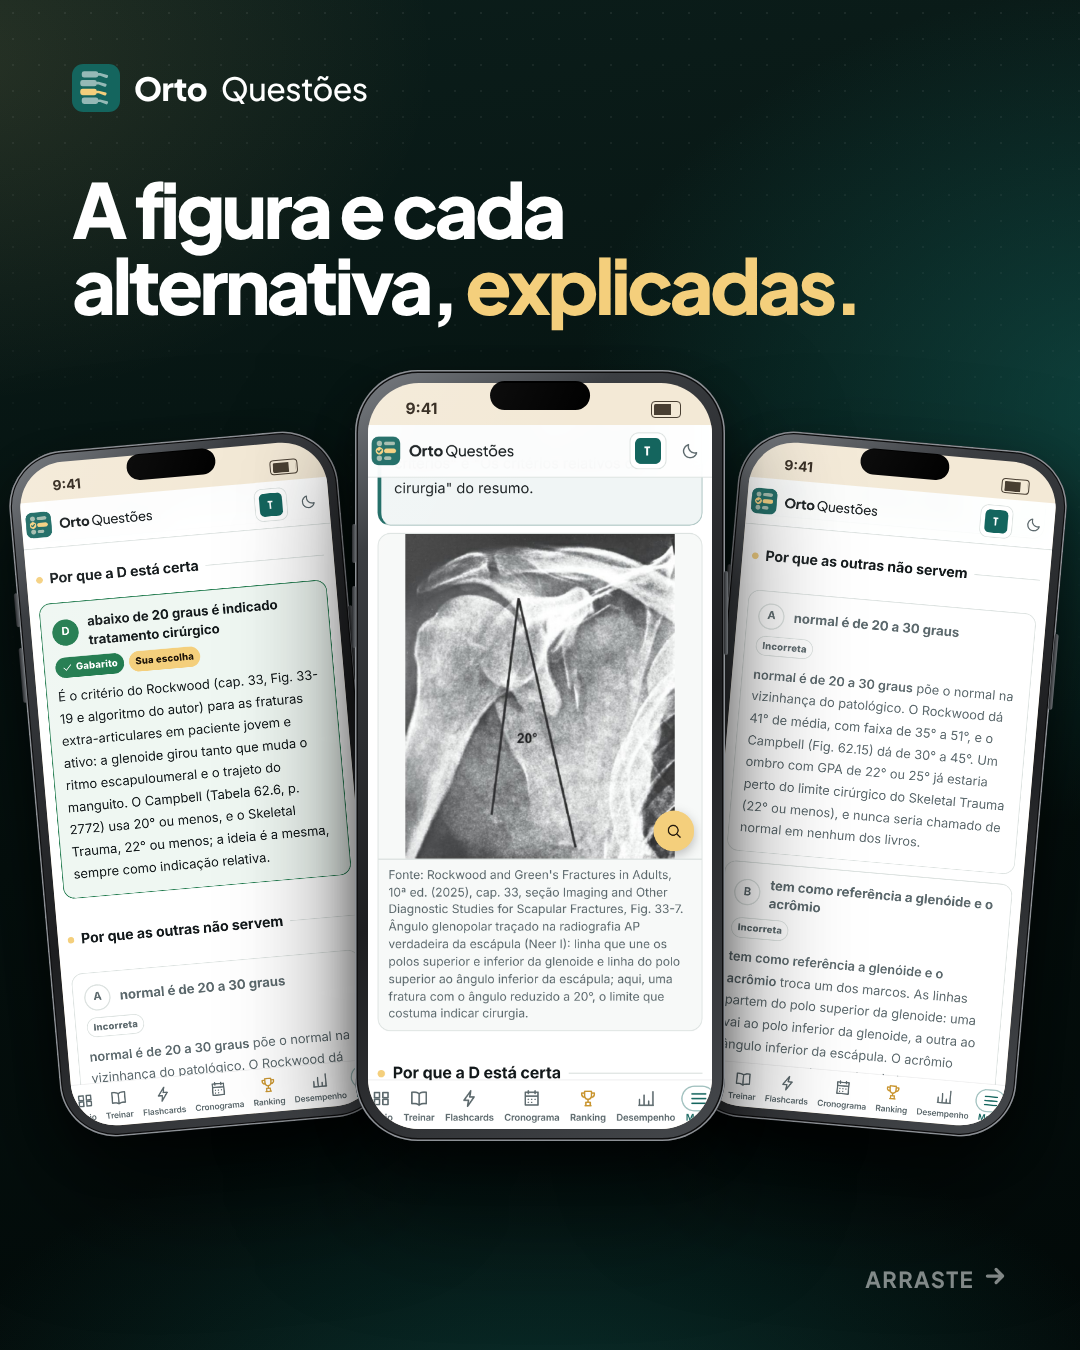 Orto Questões
A figura e cada
alternativa, explicadas.
9:41
Orto Questões
T
Por que a D está certa
D
abaixo de 20 graus é indicado
tratamento cirúrgico
Gabarito
Sua escolha
É o critério do Rockwood (cap. 33, Fig. 33-
19 e algoritmo do autor) para as fraturas
extra-articulares em paciente jovem e
ativo: a glenoide girou tanto que muda o
ritmo escapuloumeral e o trajeto do
manguito. O Campbell (Tabela 62.6, p.
2772) usa 20° ou menos, e o Skeletal
Trauma, 22° ou menos; a ideia é a mesma,
sempre como indicação relativa.
Por que as outras não servem
A
normal é de 20 a 30 graus
Incorreta
normal é de 20 a 30 graus põe o normal na
vizinhança do patológico. O Rockwood dá
Treinar
Flashcards
Cronograma
Ranking
Desempenho
9:41
Orto Questões
T
cirurgia" do resumo.
20°
Fonte: Rockwood and Green's Fractures in Adults,
10ª ed. (2025), cap. 33, seção Imaging and Other
Diagnostic Studies for Scapular Fractures, Fig. 33-7.
Ângulo glenopolar traçado na radiografia AP
verdadeira da escápula (Neer I): linha que une os
polos superior e inferior da glenoide e linha do polo
superior ao ângulo inferior da escápula; aqui, uma
fratura com o ângulo reduzido a 20°, o limite que
costuma indicar cirurgia.
Por que a D está certa
Treinar
Flashcards
Cronograma
Ranking
Desempenho
9:41
Orto Questões
T
Por que as outras não servem
A
normal é de 20 a 30 graus
Incorreta
normal é de 20 a 30 graus põe o normal na
vizinhança do patológico. O Rockwood dá
41° de média, com faixa de 35° a 51°, e o
Campbell (Fig. 62.15) dá de 30° a 45°. Um
ombro com GPA de 22° ou 25° já estaria
perto do limite cirúrgico do Skeletal Trauma
(22° ou menos), e nunca seria chamado de
normal em nenhum dos livros.
B
tem como referência a glenóide e o
acrômio
Incorreta
tem como referência a glenóide e o
acrômio troca um dos marcos. As linhas
partem do polo superior da glenoide: uma
vai ao polo inferior da glenoide, a outra ao
ângulo inferior da escápula. O acrômio
Treinar
Flashcards
Cronograma
Ranking
Desempenho
ARRASTE